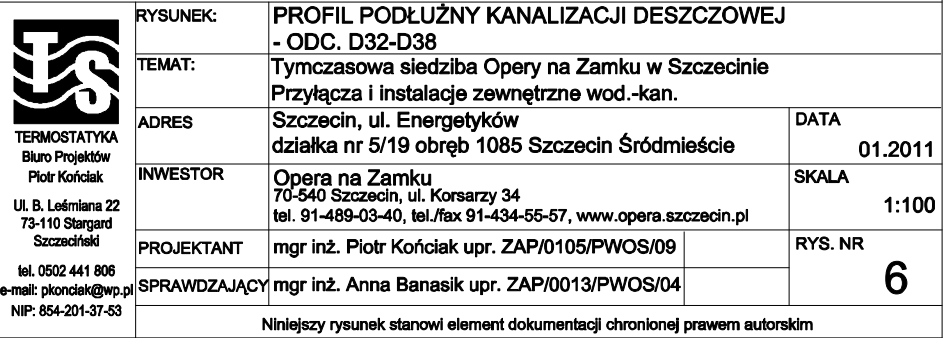 TS
TERMOSTATYKA
Biuro Projektów
Piotr Kończak
Ul. B. Leśmiana 22
73-110 Stargard
Szczeciński
tel. 0502 441 806
e-mail: pkonciak@wp.pl
NIP: 854-201-37-53
RYSUNEK:
PROFIL PODŁUŻNY KANALIZACJI DESZCZOWEJ
- ODC. D32-D38
TEMAT:
Tymczasowa siedziba Opery na Zamku w Szczecinie
Przyłącza i instalacje zewnętrzne wod.-kan.
ADRES
Szczecin, ul. Energetyków
działka nr 5/19 obręb 1085 Szczecin Śródmieście
DATA
01.2011
INWESTOR
Opera na Zamku
70-540 Szczecin, ul. Korsarzy 34
tel. 91-489-03-40, tel./fax 91-434-55-57, www.opera.szczecin.pl
SKALA
1:100
PROJEKTANT
mgr inż. Piotr Kończak upr. ZAP/0105/PWOS/09
RYS. NR
6
SPRAWDZAJĄCY
mgr inż. Anna Banasik upr. ZAP/0013/PWOS/04
Niniejszy rysunek stanowi element dokumentacji chronionej prawem autorskim